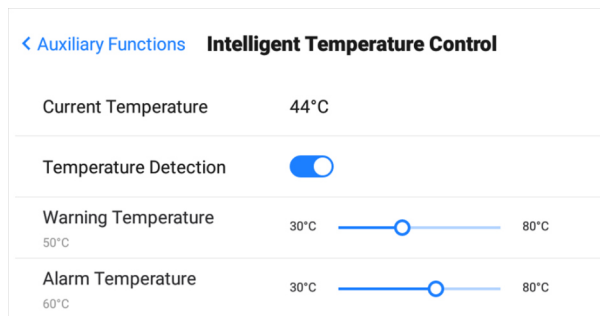 Auxiliary Functions Intelligent Temperature Control
Current Temperature 44°C
Temperature Detection
Warning Temperature 30°C 80°C
50°C
Alarm Temperature 30°C 80°C
60°C